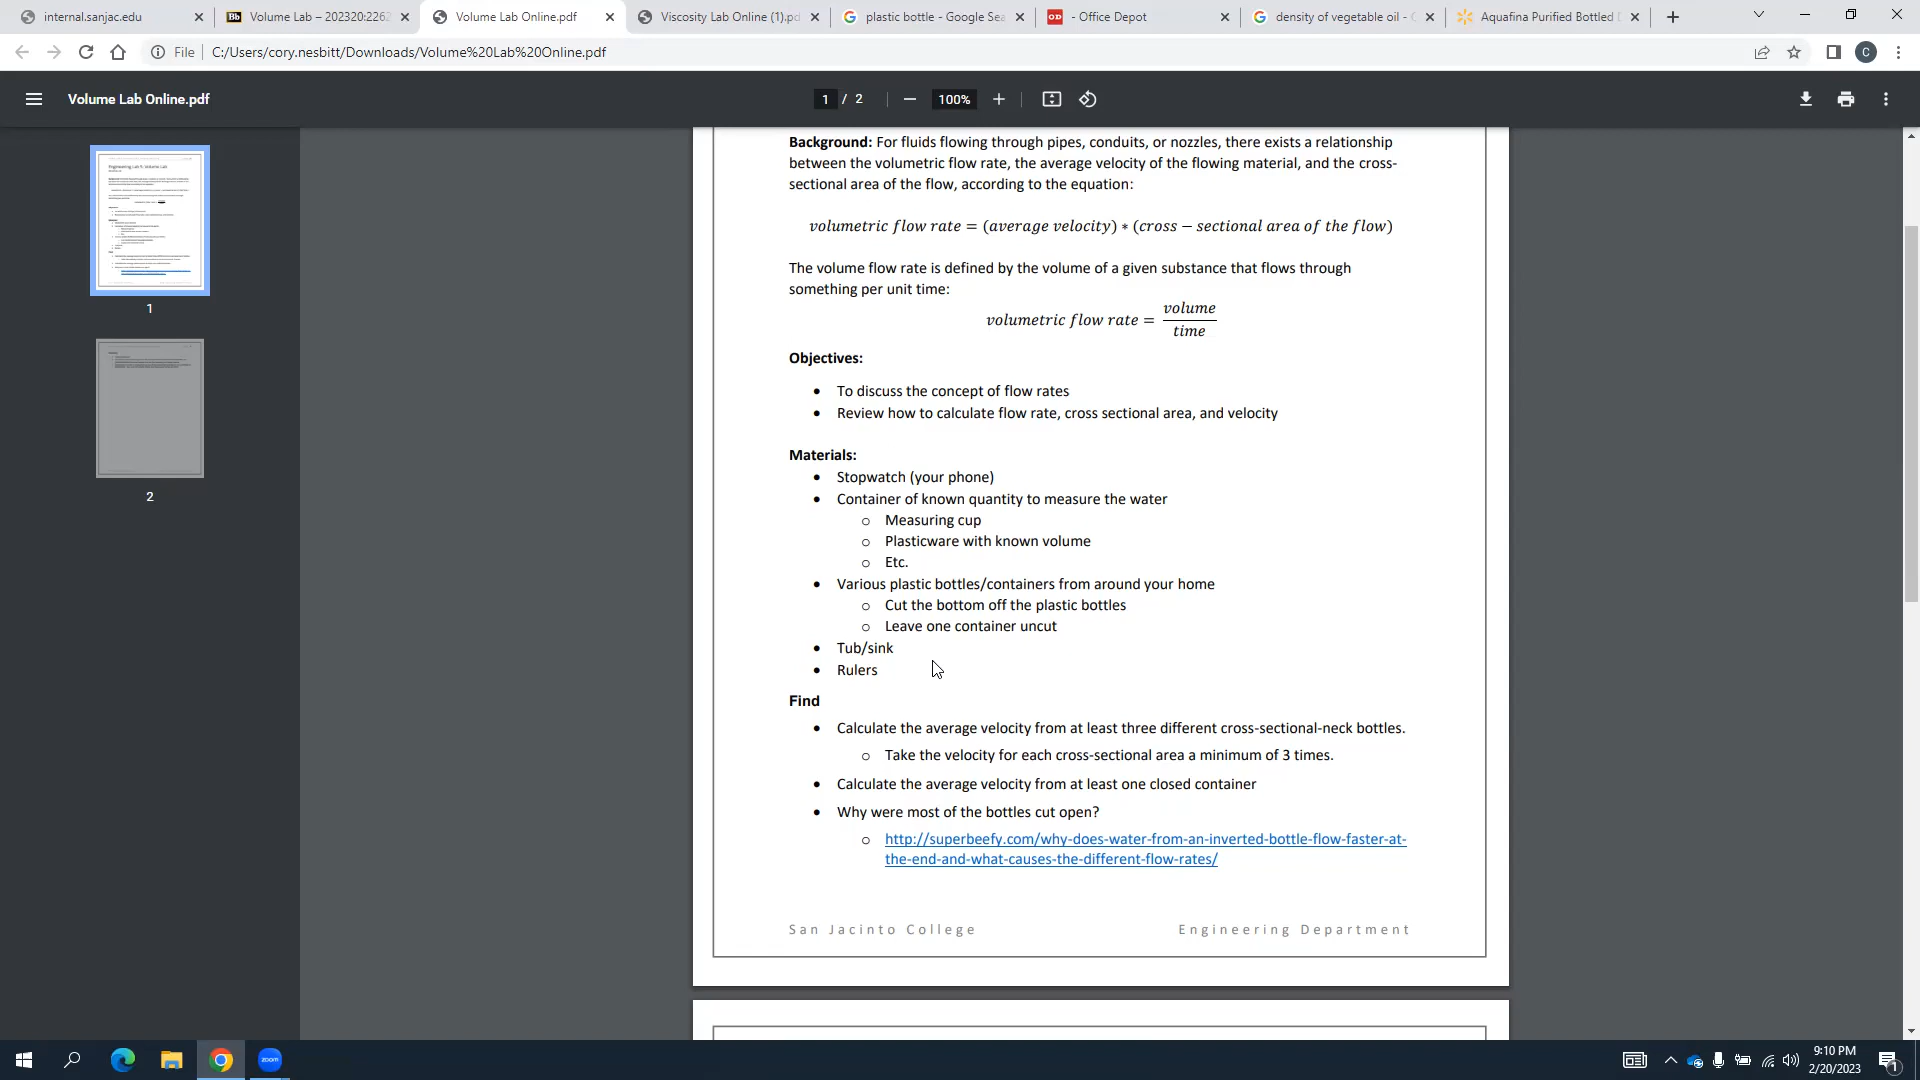 internal.sanjac.edu
Volume Lab – 202320:2262
Volume Lab Online.pdf
Viscosity Lab Online (1).pd
plastic bottle - Google Sea
- Office Depot
density of vegetable oil - G
Aquafina Purified Bottled D
File
C:/Users/cory.nesbitt/Downloads/Volume%20Lab%20Online.pdf
C
Volume Lab Online.pdf
1 / 2
100%
Background: For fluids flowing through pipes, conduits, or nozzles, there exists a relationship
between the volumetric flow rate, the average velocity of the flowing material, and the cross-
sectional area of the flow, according to the equation:
volumetric flow rate = (average velocity) * (cross − sectional area of the flow)
The volume flow rate is defined by the volume of a given substance that flows through
something per unit time:
volumetric flow rate = volume
time
Objectives:
• To discuss the concept of flow rates
• Review how to calculate flow rate, cross sectional area, and velocity
Materials:
• Stopwatch (your phone)
• Container of known quantity to measure the water
o Measuring cup
o Plasticware with known volume
o Etc.
• Various plastic bottles/containers from around your home
o Cut the bottom off the plastic bottles
o Leave one container uncut
• Tub/sink
• Rulers
Find
• Calculate the average velocity from at least three different cross-sectional-neck bottles.
o Take the velocity for each cross-sectional area a minimum of 3 times.
• Calculate the average velocity from at least one closed container
• Why were most of the bottles cut open?
o http://superbeefy.com/why-does-water-from-an-inverted-bottle-flow-faster-at-
the-end-and-what-causes-the-different-flow-rates/
San Jacinto College
Engineering Department
1
2
zoom
9:10 PM
2/20/2023
1